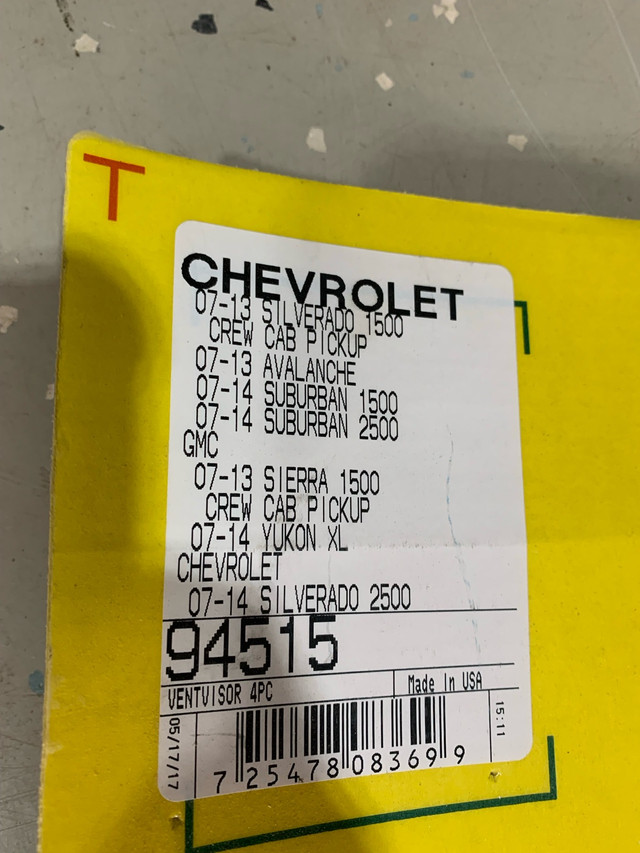 T
CHEVROLET
07-13 SILVERADO 1500
CREW CAB PICKUP
07-13 AVALANCHE
07-14 SUBURBAN 1500
07-14 SUBURBAN 2500
GMC
07-13 SIERRA 1500
CREW CAB PICKUP
07-14 YUKON XL
CHEVROLET
07-14 SILVERADO 2500
94515
VENTVISOR 4PC
Made In USA
05/17/17
15:11
7 25478 08369 9